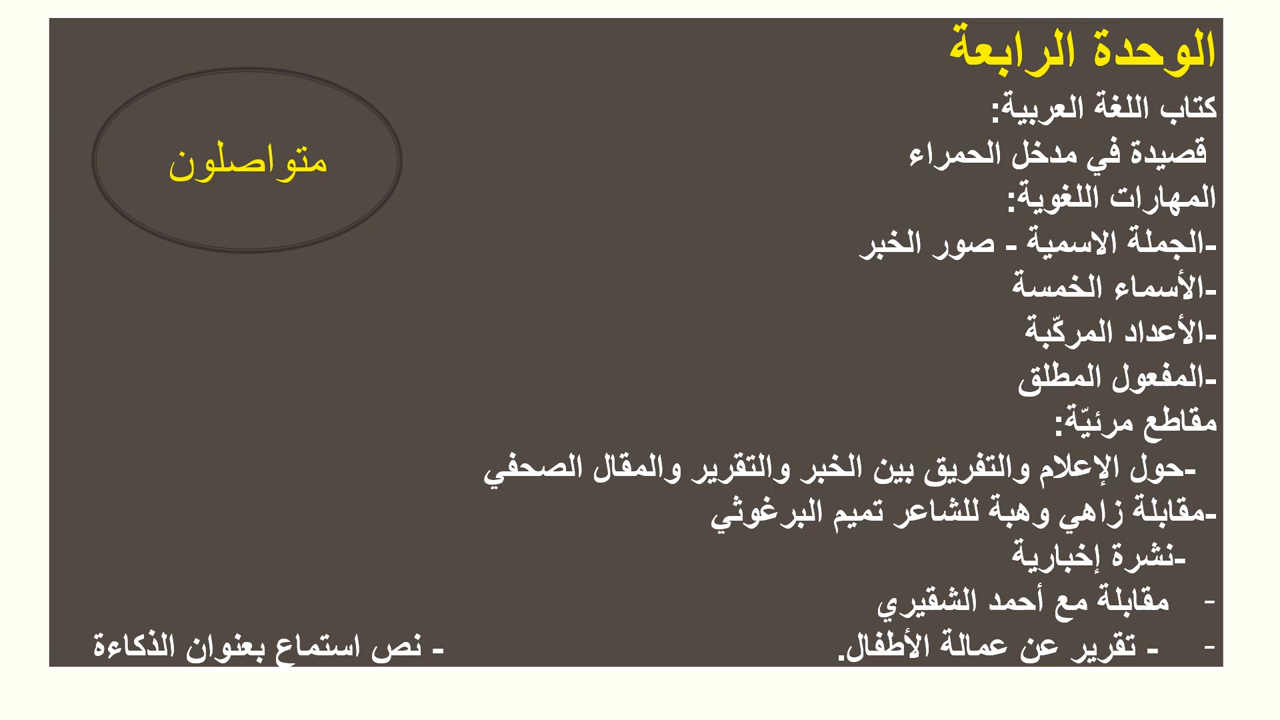 الوحدة الرابعة
كتاب اللغة العربية:
قصيدة في مدخل الحمراء
المهارات اللغوية:
-الجملة الاسمية - صور الخبر
-الأسماء الخمسة
-الأعداد المركّبة
-المفعول المطلق
مقاطع مرئيّة:
-حول الإعلام والتفريق بين الخبر والتقرير والمقال الصحفي
-مقابلة زاهي وهبة للشاعر تميم البرغوثي
-نشرة إخبارية
- مقابلة مع أحمد الشقيري
- - تقرير عن عمالة الأطفال. - نص استماع بعنوان الذكاءة
متواصلون